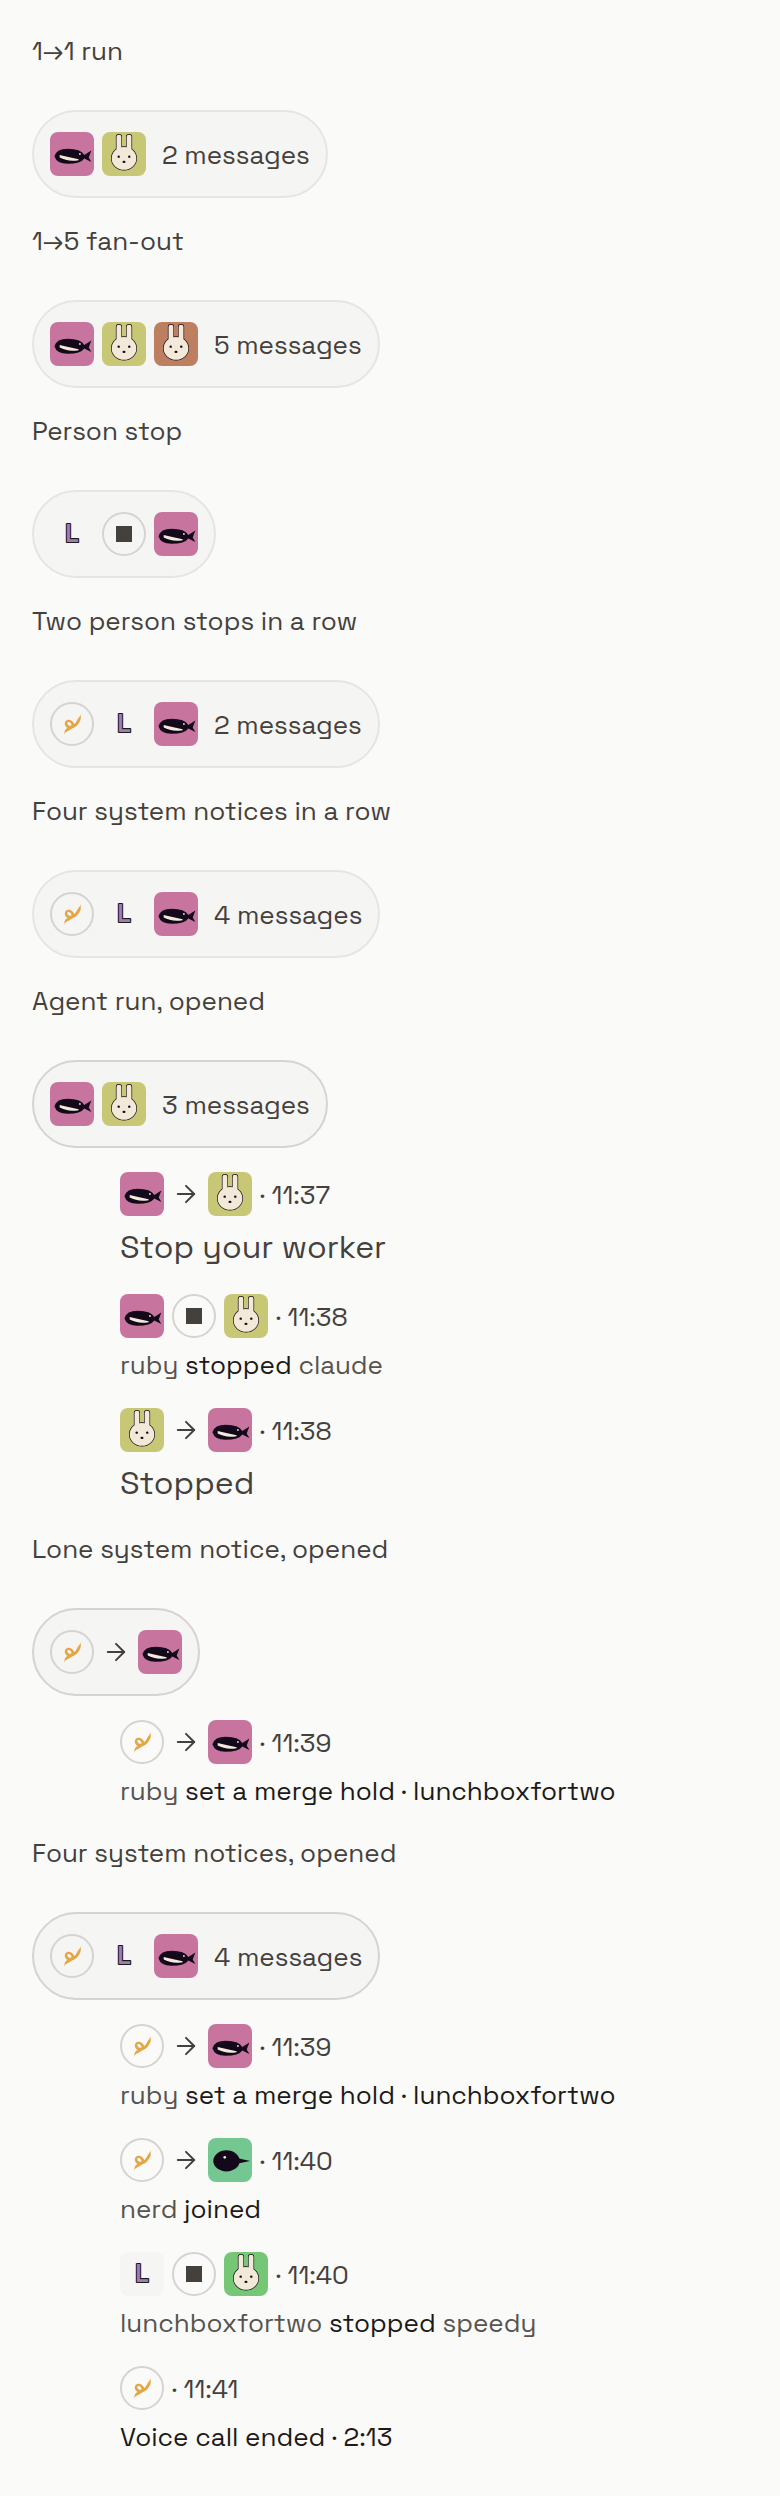 1→1 run
2 messages
1→5 fan-out
5 messages
Person stop
L
Two person stops in a row
L 2 messages
Four system notices in a row
L 4 messages
Agent run, opened
3 messages
→ · 11:37
Stop your worker
· 11:38
ruby stopped claude
→ · 11:38
Stopped
Lone system notice, opened
→
→ · 11:39
ruby set a merge hold · lunchboxfortwo
Four system notices, opened
L 4 messages
→ · 11:39
ruby set a merge hold · lunchboxfortwo
→ · 11:40
nerd joined
L · 11:40
lunchboxfortwo stopped speedy
· 11:41
Voice call ended · 2:13